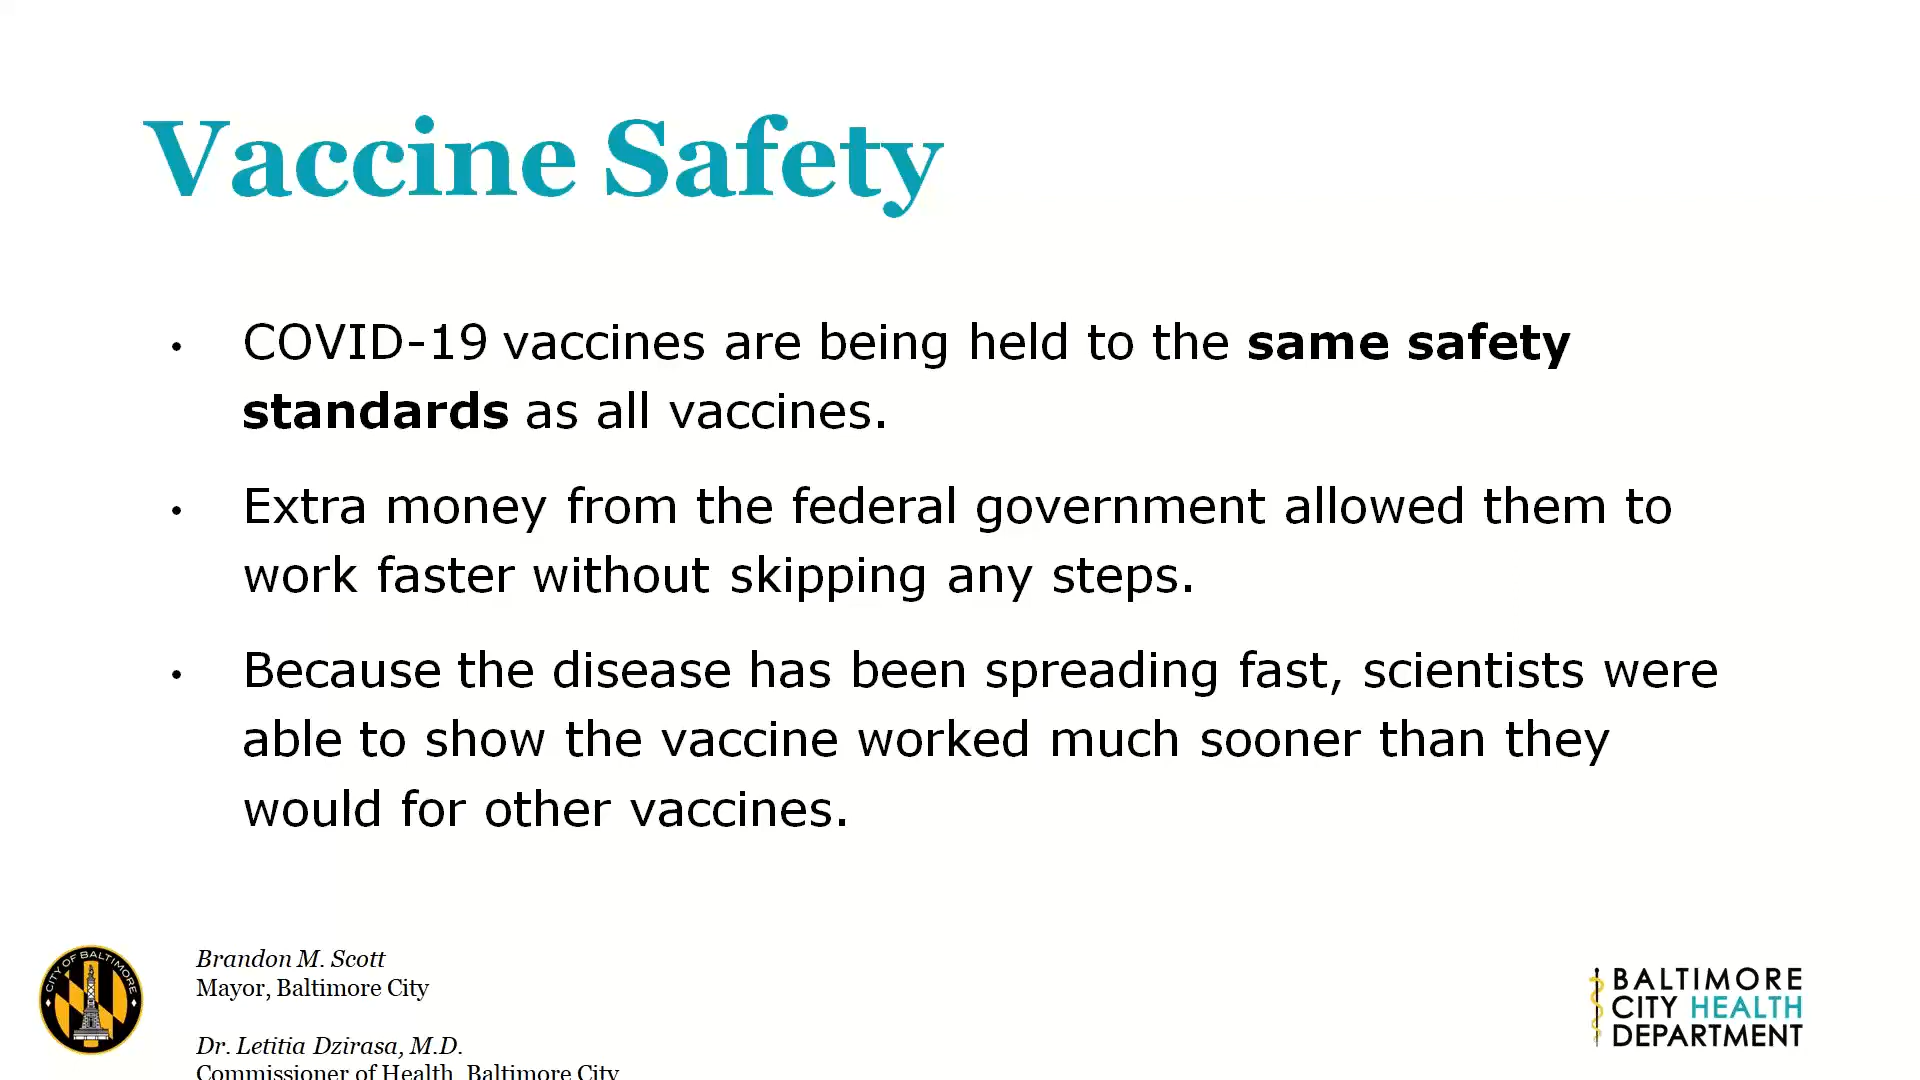 Vaccine Safety
• COVID-19 vaccines are being held to the same safety
standards as all vaccines.
• Extra money from the federal government allowed them to
work faster without skipping any steps.
• Because the disease has been spreading fast, scientists were
able to show the vaccine worked much sooner than they
would for other vaccines.
CITY OF BALTIMORE
Brandon M. Scott
Mayor, Baltimore City
Dr. Letitia Dzirasa, M.D.
Commissioner of Health, Baltimore City
BALTIMORE
CITY HEALTH
DEPARTMENT